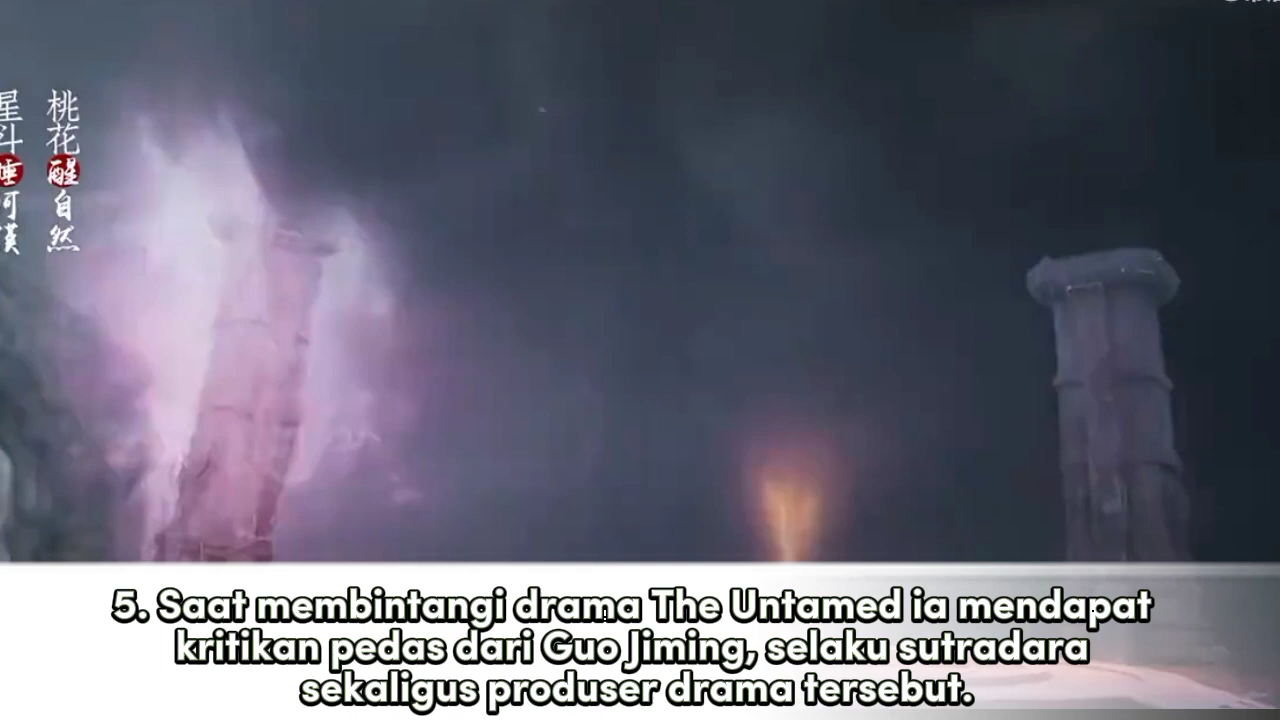 桃花醒自然
星斗垂河漢
5. Saat membintangi drama The Untamed ia mendapat
kritikan pedas dari Guo Jiming, selaku sutradara
sekaligus produser drama tersebut.